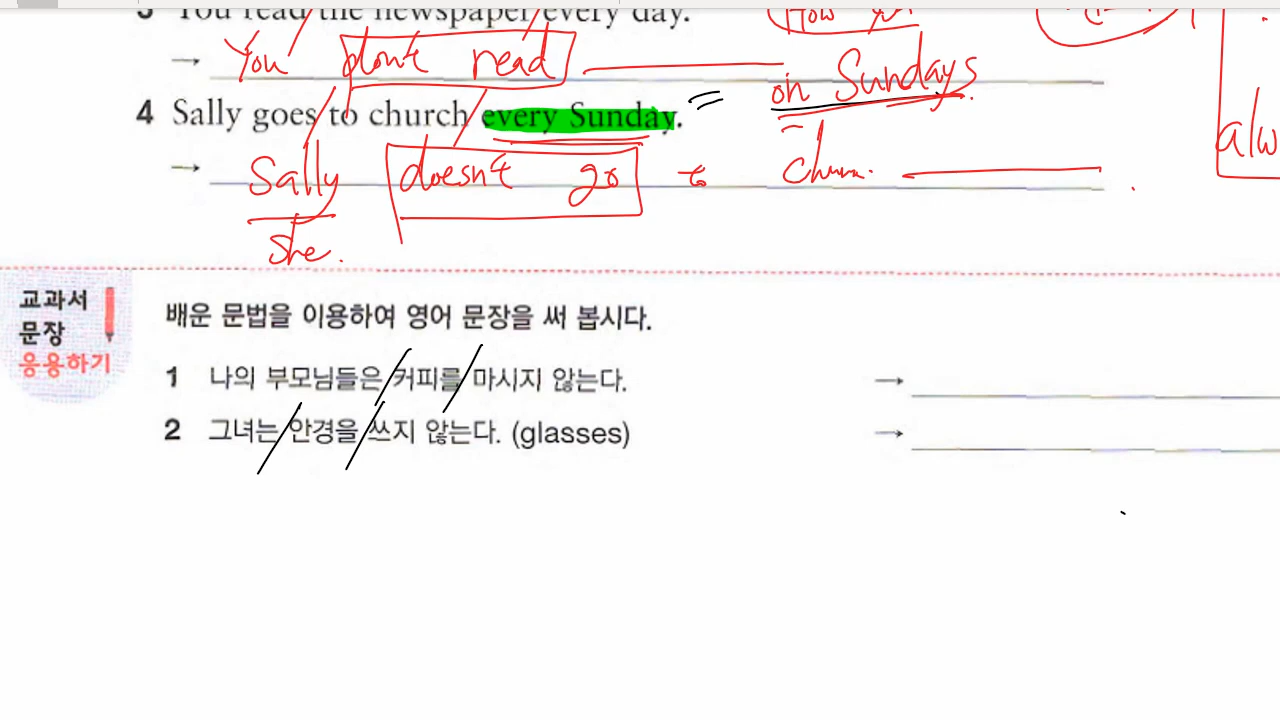 3 You read the newspaper every day.
You don't read
→
on Sundays.
4 Sally goes to church every Sunday. =
→ Sally doesn't go to
alw
she.
교과서
문장
응용하기
배운 문법을 이용하여 영어 문장을 써 봅시다.
1 나의 부모님들은 커피를 마시지 않는다. →
2 그녀는 안경을 쓰지 않는다. (glasses) →